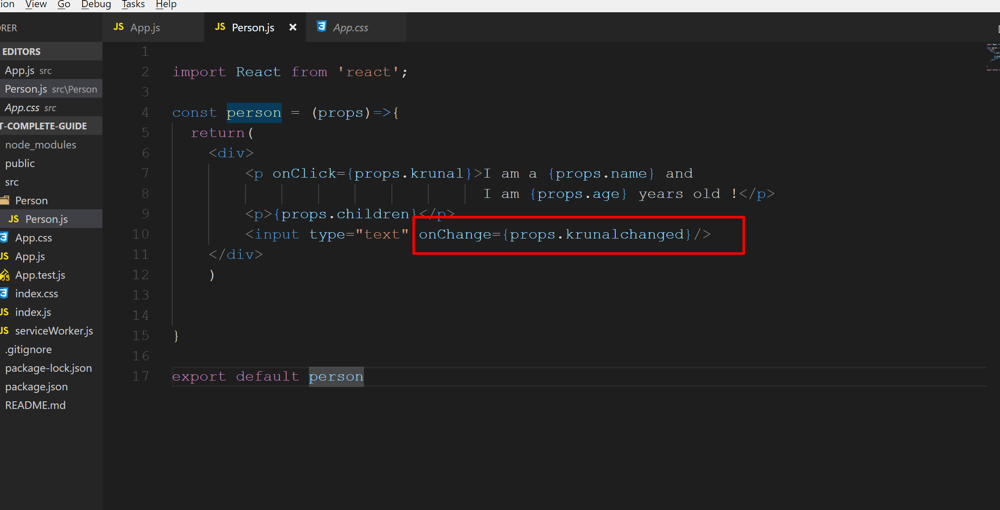 ion View Go Debug Tasks Help
RER
JS App.js JS Person.js × App.css
EDITORS
App.js src
Person.js src\Person
App.css src
T-COMPLETE-GUIDE
node_modules
public
src
Person
JS Person.js
App.css
JS App.js
App.test.js
index.css
JS index.js
JS serviceWorker.js
.gitignore
package-lock.json
package.json
README.md
1
2 import React from 'react';
3
4 const person = (props)=>{
5 return(
6 <div>
7 <p onClick={props.krunal}>I am a {props.name} and
8 I am {props.age} years old !</p>
9 <p>{props.children}</p>
10 <input type="text" onChange={props.krunalchanged}/>
11 </div>
12 )
13
14
15 }
16
17 export default person